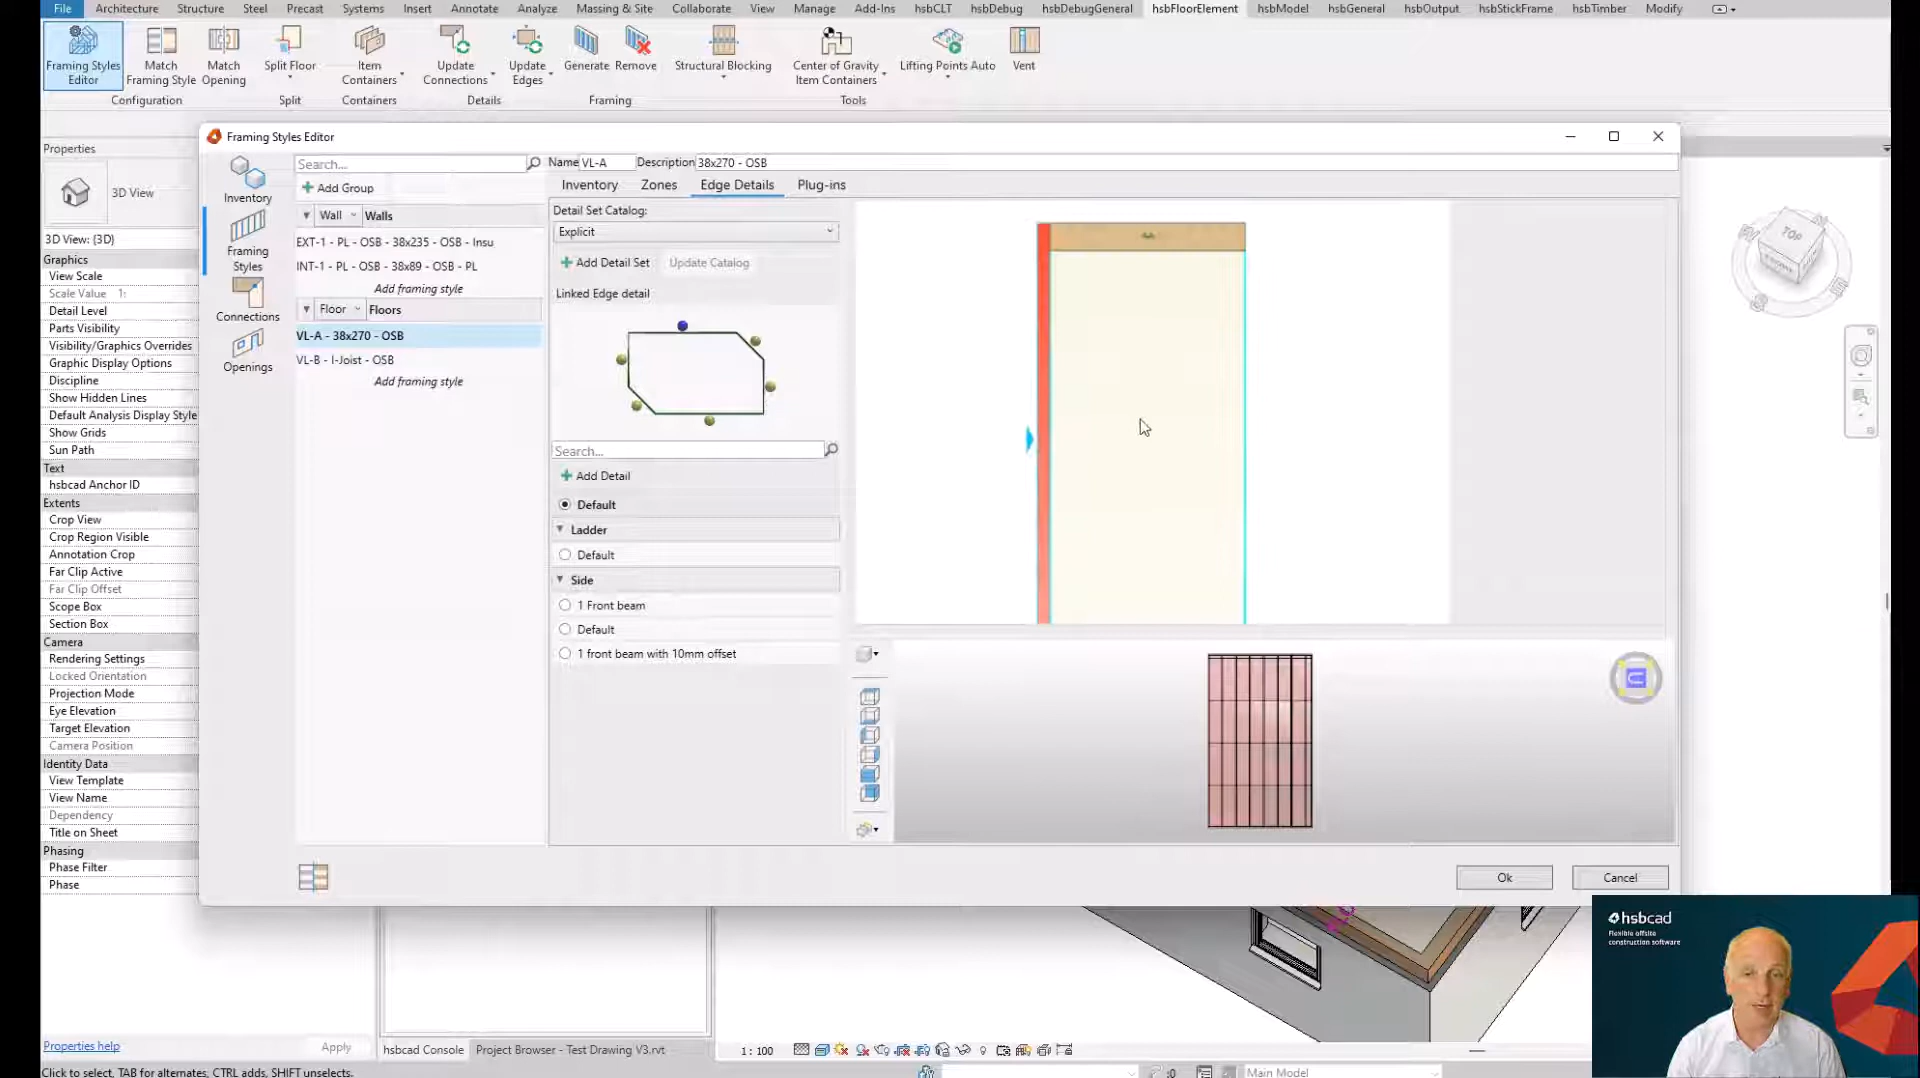 File Architecture Structure Steel Precast Systems Insert Annotate Analyze Massing & Site Collaborate View Manage Add-Ins hsbCLT hsbDebug hsbDebugGeneral hsbFloorElement hsbModel hsbGeneral hsbOutput hsbStickFrame hsbTimber Modify
Framing Styles Editor
Match Framing Style
Match Opening
Split Floor
Item Containers
Update Connections
Update Edges
Generate
Remove
Structural Blocking
Center of Gravity Item Containers
Lifting Points Auto
Vent
Configuration Split Containers Details Framing Tools
Properties
3D View
3D View: {3D}
Graphics
View Scale
Scale Value 1:
Detail Level
Parts Visibility
Visibility/Graphics Overrides
Graphic Display Options
Discipline
Show Hidden Lines
Default Analysis Display Style
Show Grids
Sun Path
Text
hsbcad Anchor ID
Extents
Crop View
Crop Region Visible
Annotation Crop
Far Clip Active
Far Clip Offset
Scope Box
Section Box
Camera
Rendering Settings
Locked Orientation
Projection Mode
Eye Elevation
Target Elevation
Camera Position
Identity Data
View Template
View Name
Dependency
Title on Sheet
Phasing
Phase Filter
Phase
Properties help
Apply
Framing Styles Editor
Inventory
Framing Styles
Connections
Openings
Search...
Add Group
Wall Walls
EXT-1 - PL - OSB - 38x235 - OSB - Insu
INT-1 - PL - OSB - 38x89 - OSB - PL
Add framing style
Floor Floors
VL-A - 38x270 - OSB
VL-B - I-Joist - OSB
Add framing style
Name VL-A Description 38x270 - OSB
Inventory Zones Edge Details Plug-ins
Detail Set Catalog:
Explicit
Add Detail Set Update Catalog
Linked Edge detail
Search...
Add Detail
Default
Ladder
Default
Side
1 Front beam
Default
1 front beam with 10mm offset
Ok Cancel
TOP
hsbcad
Flexible offsite
construction software
hsbcad Console Project Browser - Test Drawing V3.rvt
1 : 100
Click to select, TAB for alternates, CTRL adds, SHIFT unselects.
:0 Main Model